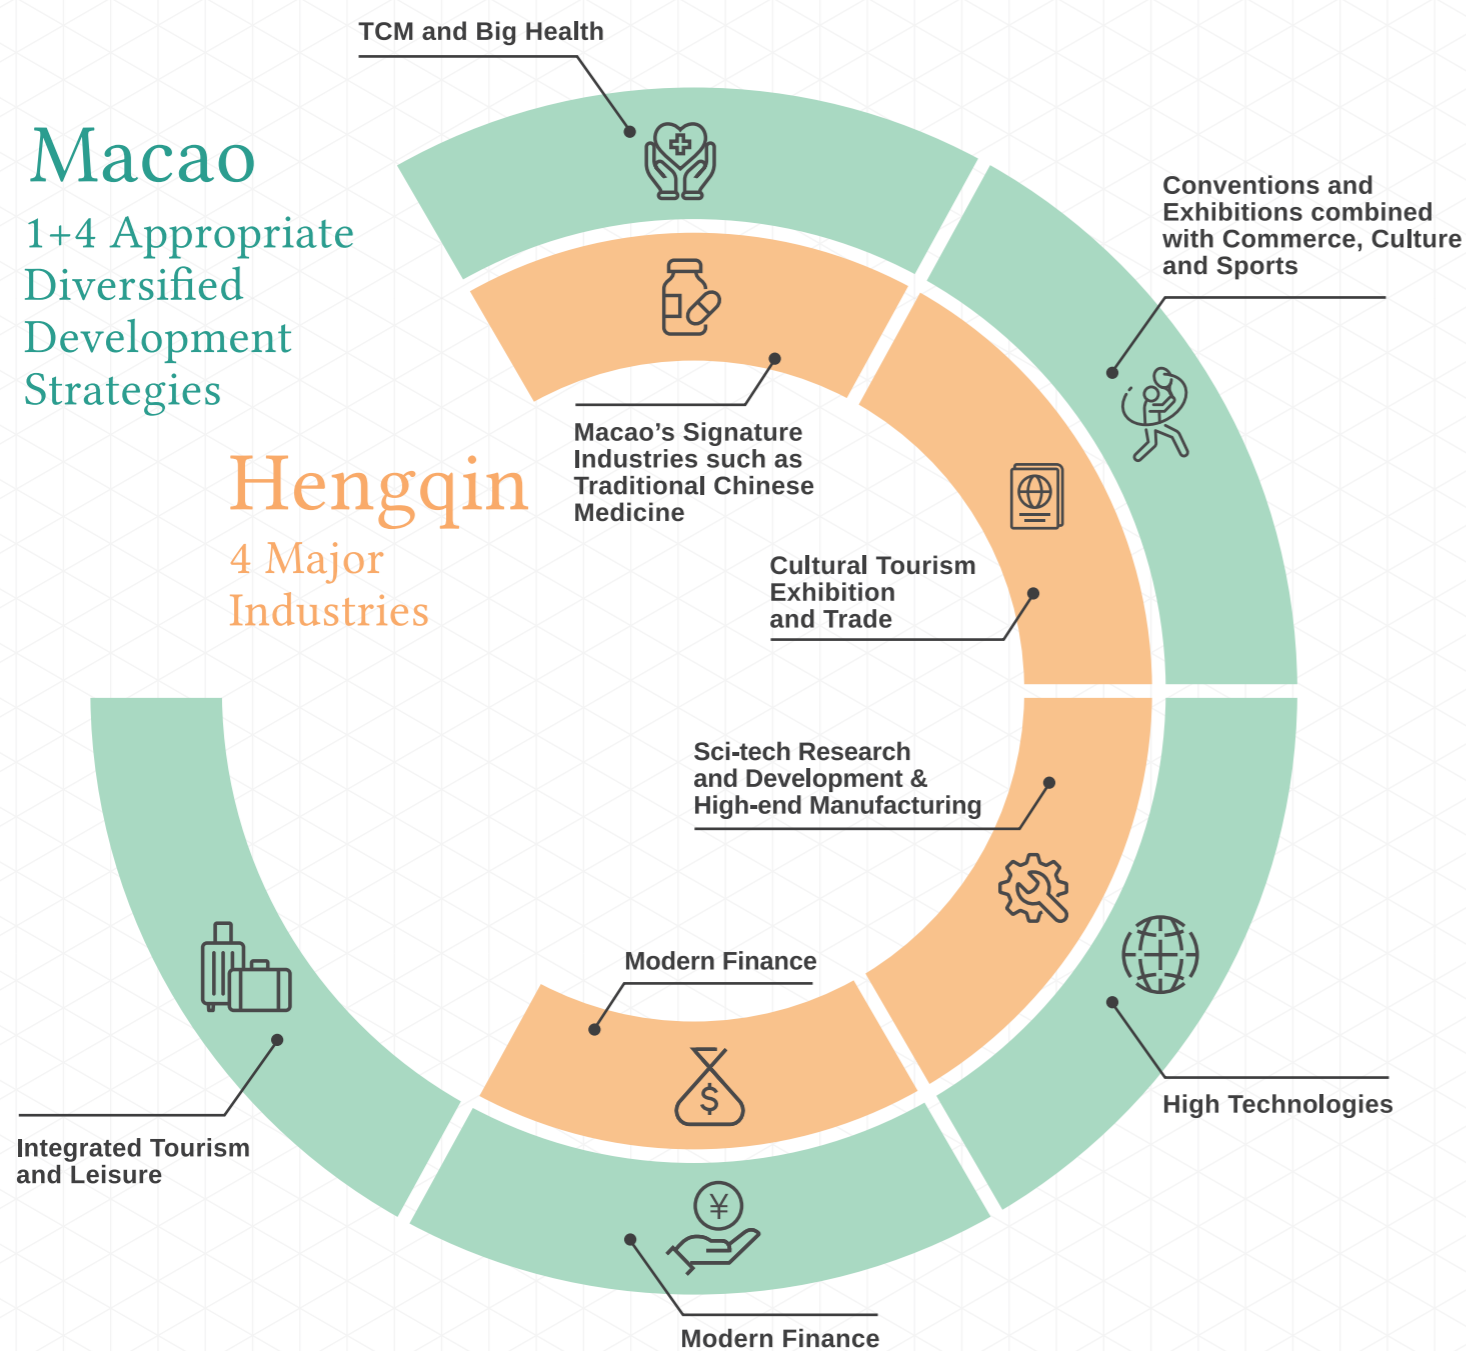 TCM and Big Health
Macao
1+4 Appropriate
Diversified
Development
Strategies
Conventions and
Exhibitions combined
with Commerce, Culture
and Sports
Hengqin
4 Major
Industries
Macao’s Signature
Industries such as
Traditional Chinese
Medicine
Cultural Tourism
Exhibition
and Trade
Sci-tech Research
and Development &
High-end Manufacturing
Modern Finance
$
High Technologies
Integrated Tourism
and Leisure
¥
Modern Finance